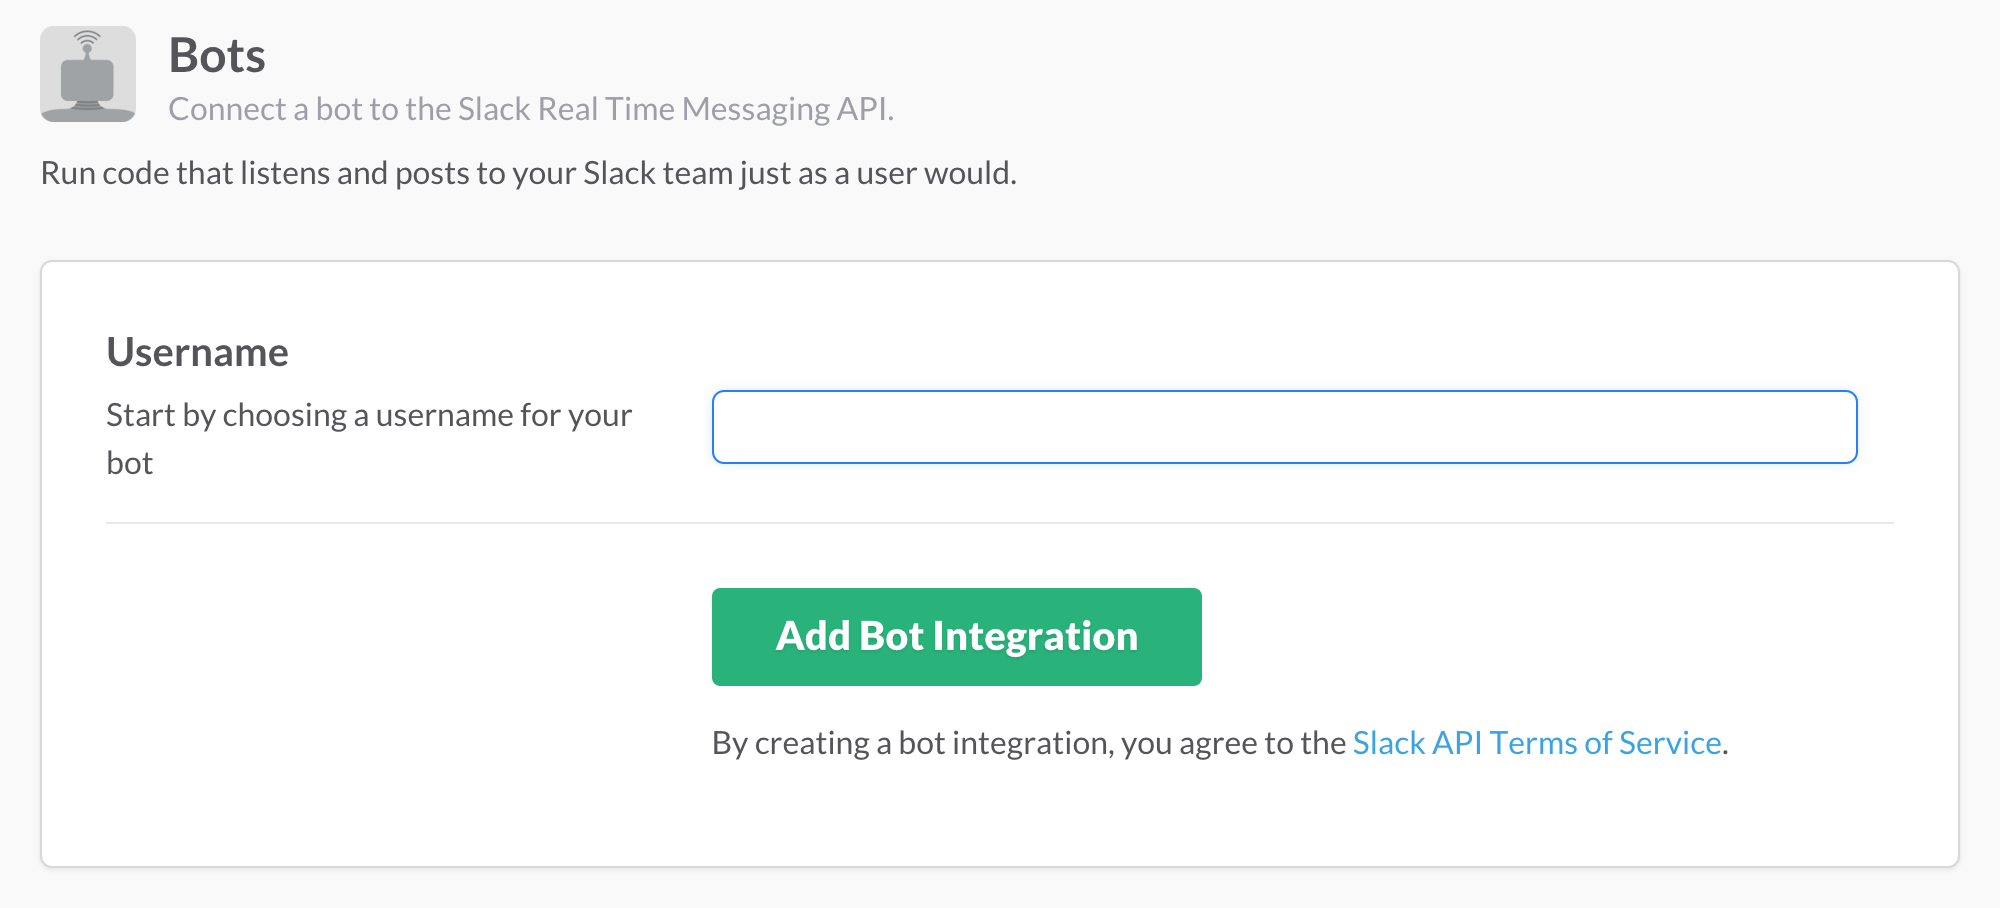 Bots
Connect a bot to the Slack Real Time Messaging API.
Run code that listens and posts to your Slack team just as a user would.
Username
Start by choosing a username for your
bot
Add Bot Integration
By creating a bot integration, you agree to the Slack API Terms of Service.